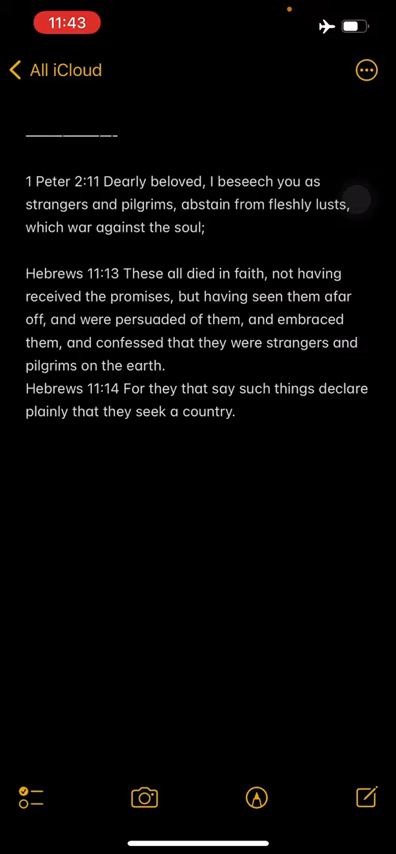 11:43
All iCloud
1 Peter 2:11 Dearly beloved, I beseech you as
strangers and pilgrims, abstain from fleshly lusts,
which war against the soul;
Hebrews 11:13 These all died in faith, not having
received the promises, but having seen them afar
off, and were persuaded of them, and embraced
them, and confessed that they were strangers and
pilgrims on the earth.
Hebrews 11:14 For they that say such things declare
plainly that they seek a country.